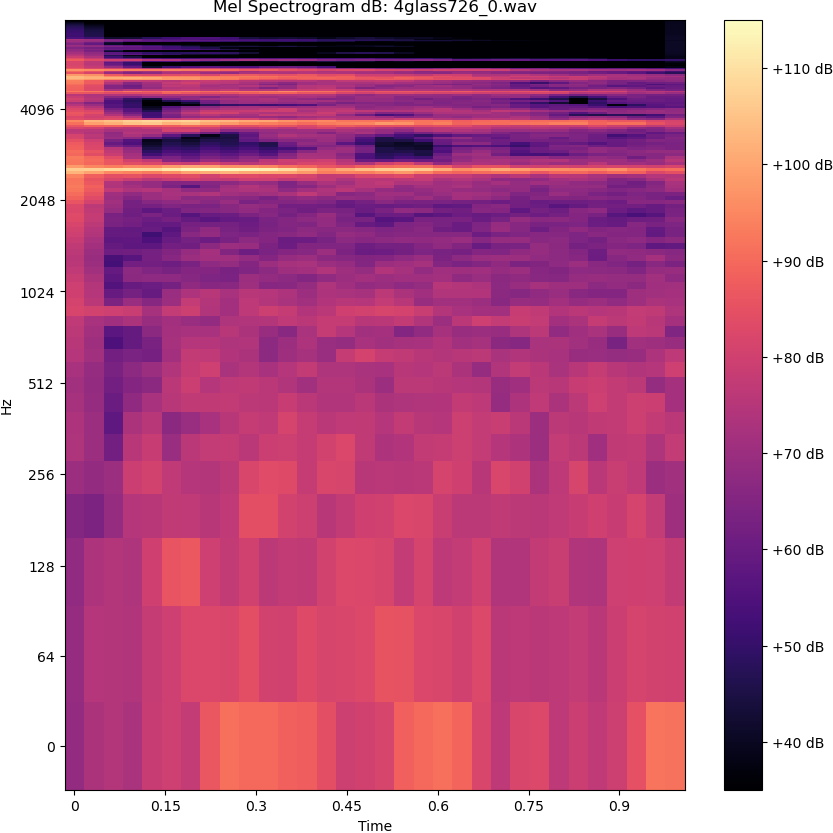 Mel Spectrogram dB: 4glass726_0.wav
+110 dB
4096
+100 dB
2048
+90 dB
1024
+80 dB
512
Hz
+70 dB
256
+60 dB
128
64
+50 dB
0
+40 dB
0 0.15 0.3 0.45 0.6 0.75 0.9
Time